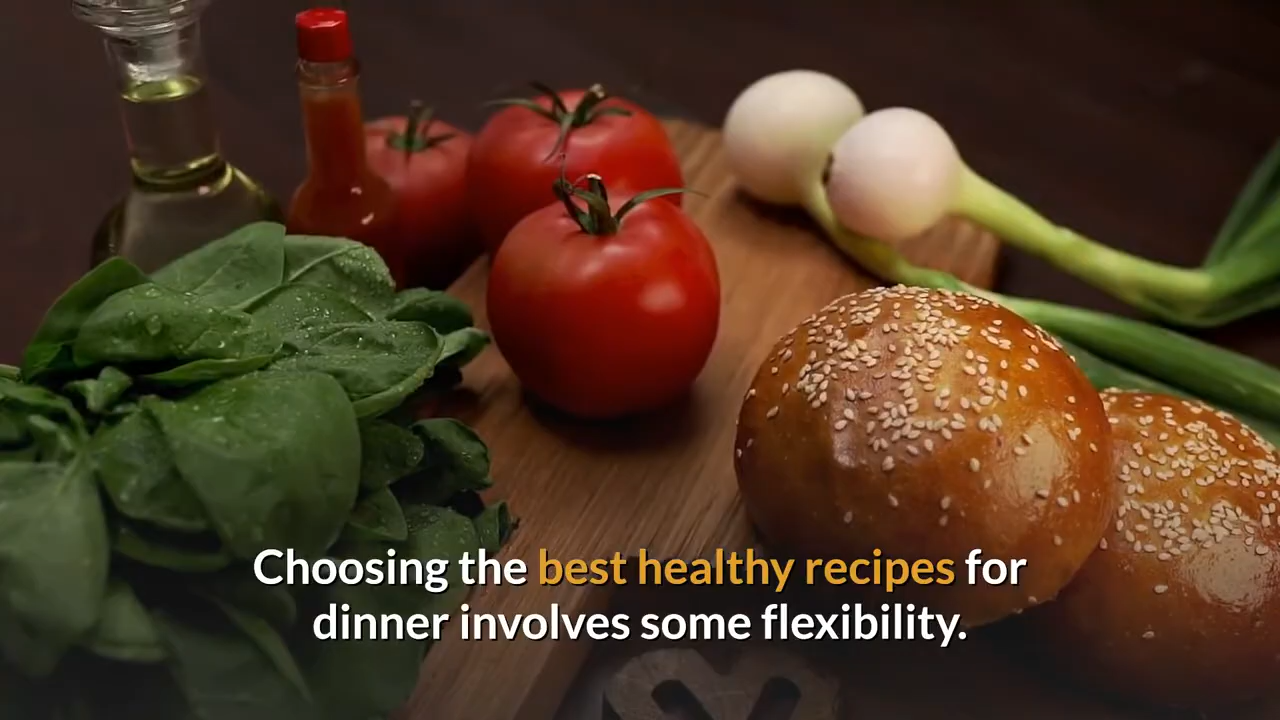 Choosing the best healthy recipes for
dinner involves some flexibility.